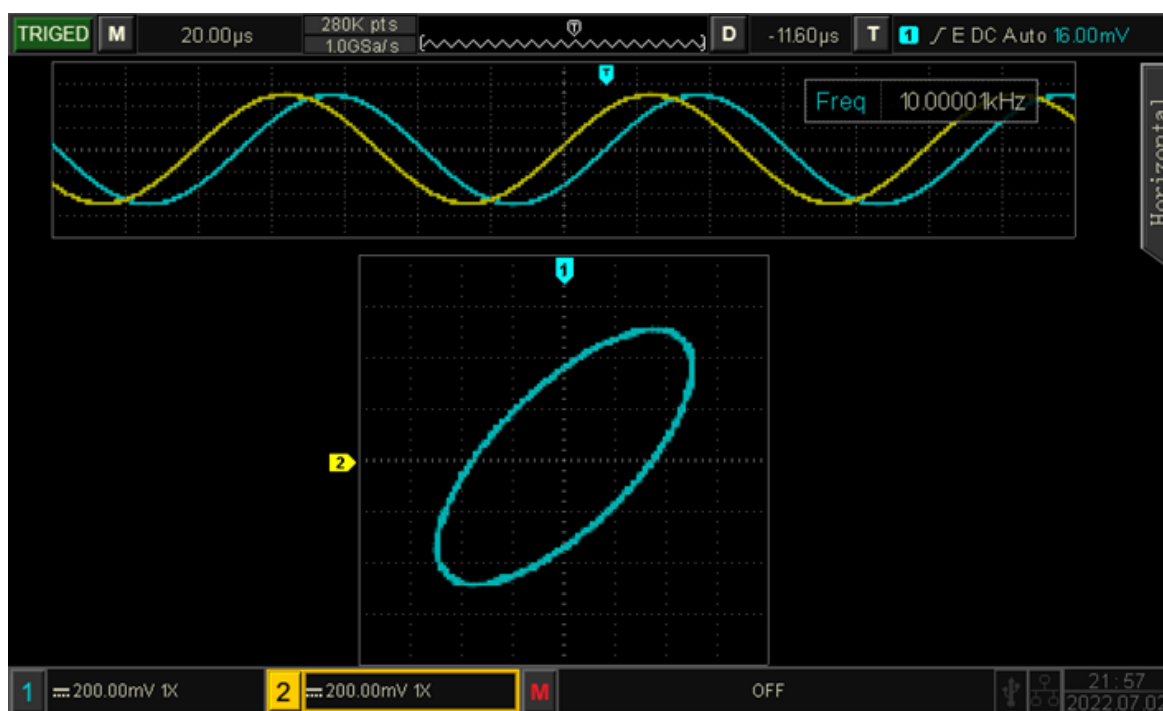 TRIGED M 20.00µs 280K pts D -11.60µs T 1 E DC Auto 16.00mV
1.0GSa/s
T
T
Freq 10.00001kHz
Horizontal
1
2
1 200.00mV 1X 2 200.00mV 1X M OFF 21:57
2022.07.02